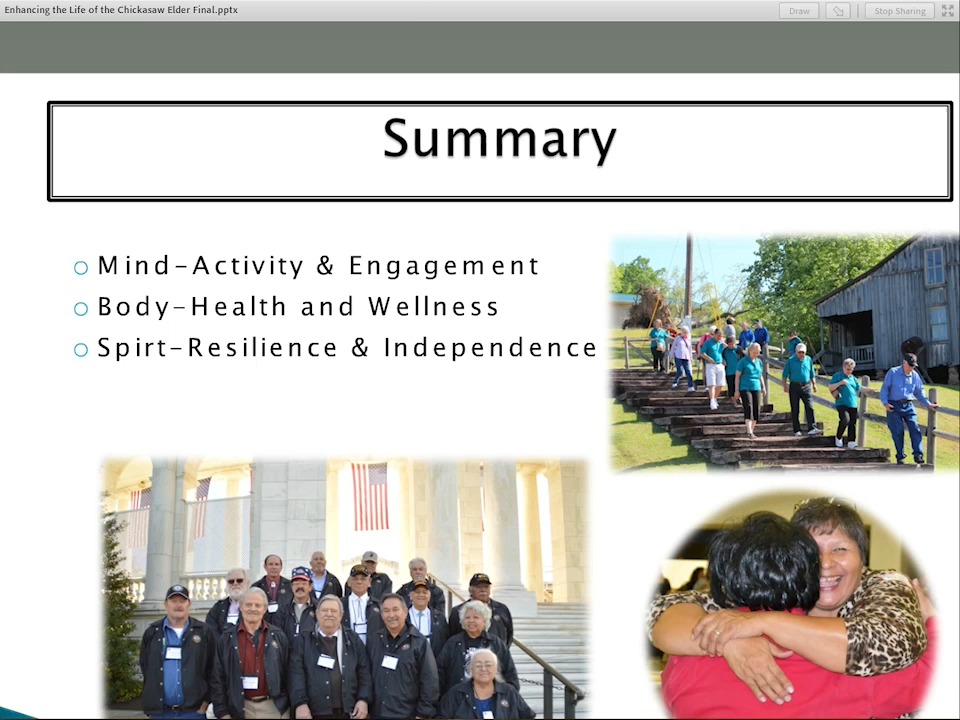 Enhancing the Life of the Chickasaw Elder Final.pptx
Draw
Stop Sharing
Summary
Mind-Activity & Engagement
Body-Health and Wellness
Spirt-Resilience & Independence